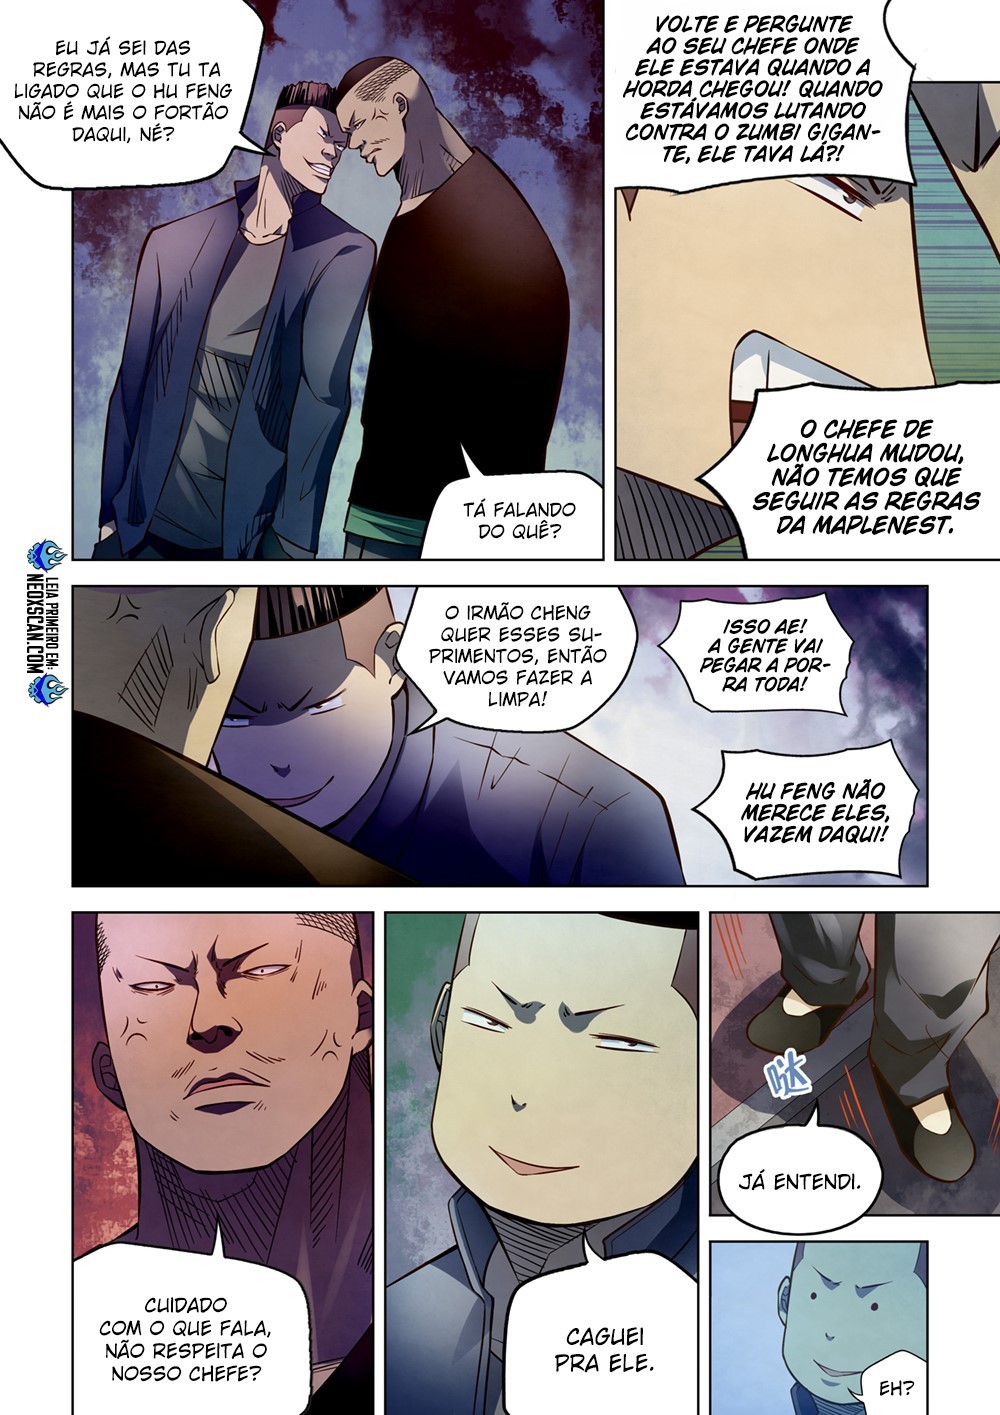 EU JÁ SEI DAS
REGRAS, MAS TU TA
LIGADO QUE O HU FENG
NÃO É MAIS O FORTÃO
DAQUI, NÉ?
TÁ FALANDO
DO QUÊ?
VOLTE E PERGUNTE
AO SEU CHEFE ONDE
ELE ESTAVA QUANDO A
HORDA CHEGOU! QUANDO
ESTÁVAMOS LUTANDO
CONTRA O ZUMBI GIGAN-
TE, ELE TAVA LÁ?!
O CHEFE DE
LONGHUA MUDOU,
NÃO TEMOS QUE
SEGUIR AS REGRAS
DA MAPLENEST.
LEIA PRIMEIRO EM:
NEOXSCAN.COM
O IRMÃO CHENG
QUER ESSES SU-
PRIMENTOS, ENTÃO
VAMOS FAZER A
LIMPA!
ISSO AE!
A GENTE VAI
PEGAR A POR-
RA TODA!
HU FENG NÃO
MERECE ELES,
VAZEM DAQUI!
CUIDADO
COM O QUE FALA,
NÃO RESPEITA O
NOSSO CHEFE?
CAGUEI
PRA ELE.
哒
JÁ ENTENDI.
EH?